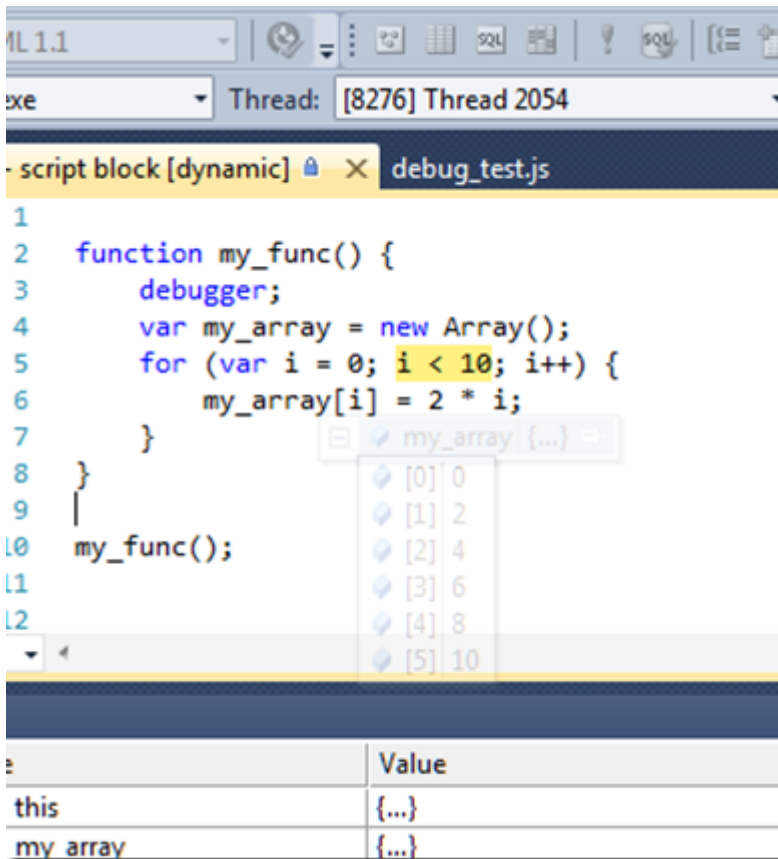 ML 1.1 SQL SQL
exe Thread: [8276] Thread 2054
- script block [dynamic] debug_test.js
1
2 function my_func() {
3 debugger;
4 var my_array = new Array();
5 for (var i = 0; i < 10; i++) {
6 my_array[i] = 2 * i;
7 }
my_array {...}
8 }
[0] 0
9
[1] 2
10 my_func();
[2] 4
11
[3] 6
12
[4] 8
[5] 10
e Value
this {...}
my_array {...}